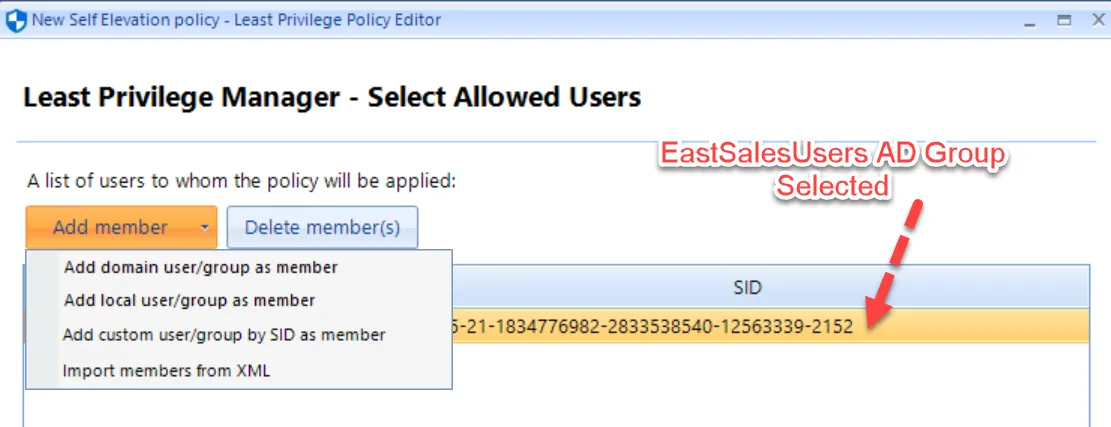 New Self Elevation policy - Least Privilege Policy Editor
Least Privilege Manager - Select Allowed Users
EastSalesUsers AD Group
Selected
A list of users to whom the policy will be applied:
Add member
Delete member(s)
Add domain user/group as member
Add local user/group as member
Add custom user/group by SID as member
Import members from XML
SID
5-21-1834776982-2833538540-12563339-2152